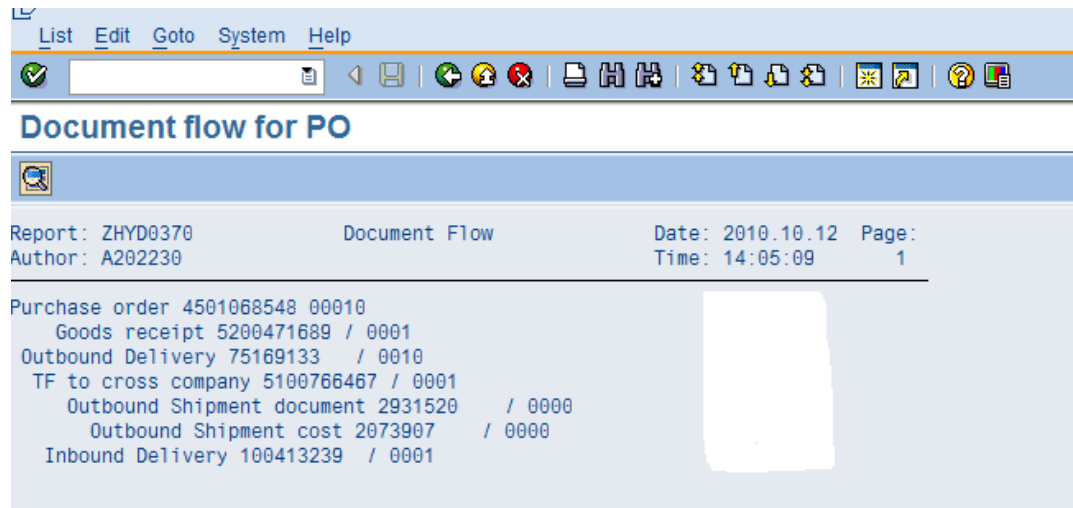 List Edit Goto System Help
Document flow for PO
Report: ZHYD0370 Document Flow Date: 2010.10.12 Page:
Author: A202230 Time: 14:05:09 1
Purchase order 4501068548 00010
Goods receipt 5200471689 / 0001
Outbound Delivery 75169133 / 0010
TF to cross company 5100766467 / 0001
Outbound Shipment document 2931520 / 0000
Outbound Shipment cost 2073907 / 0000
Inbound Delivery 100413239 / 0001